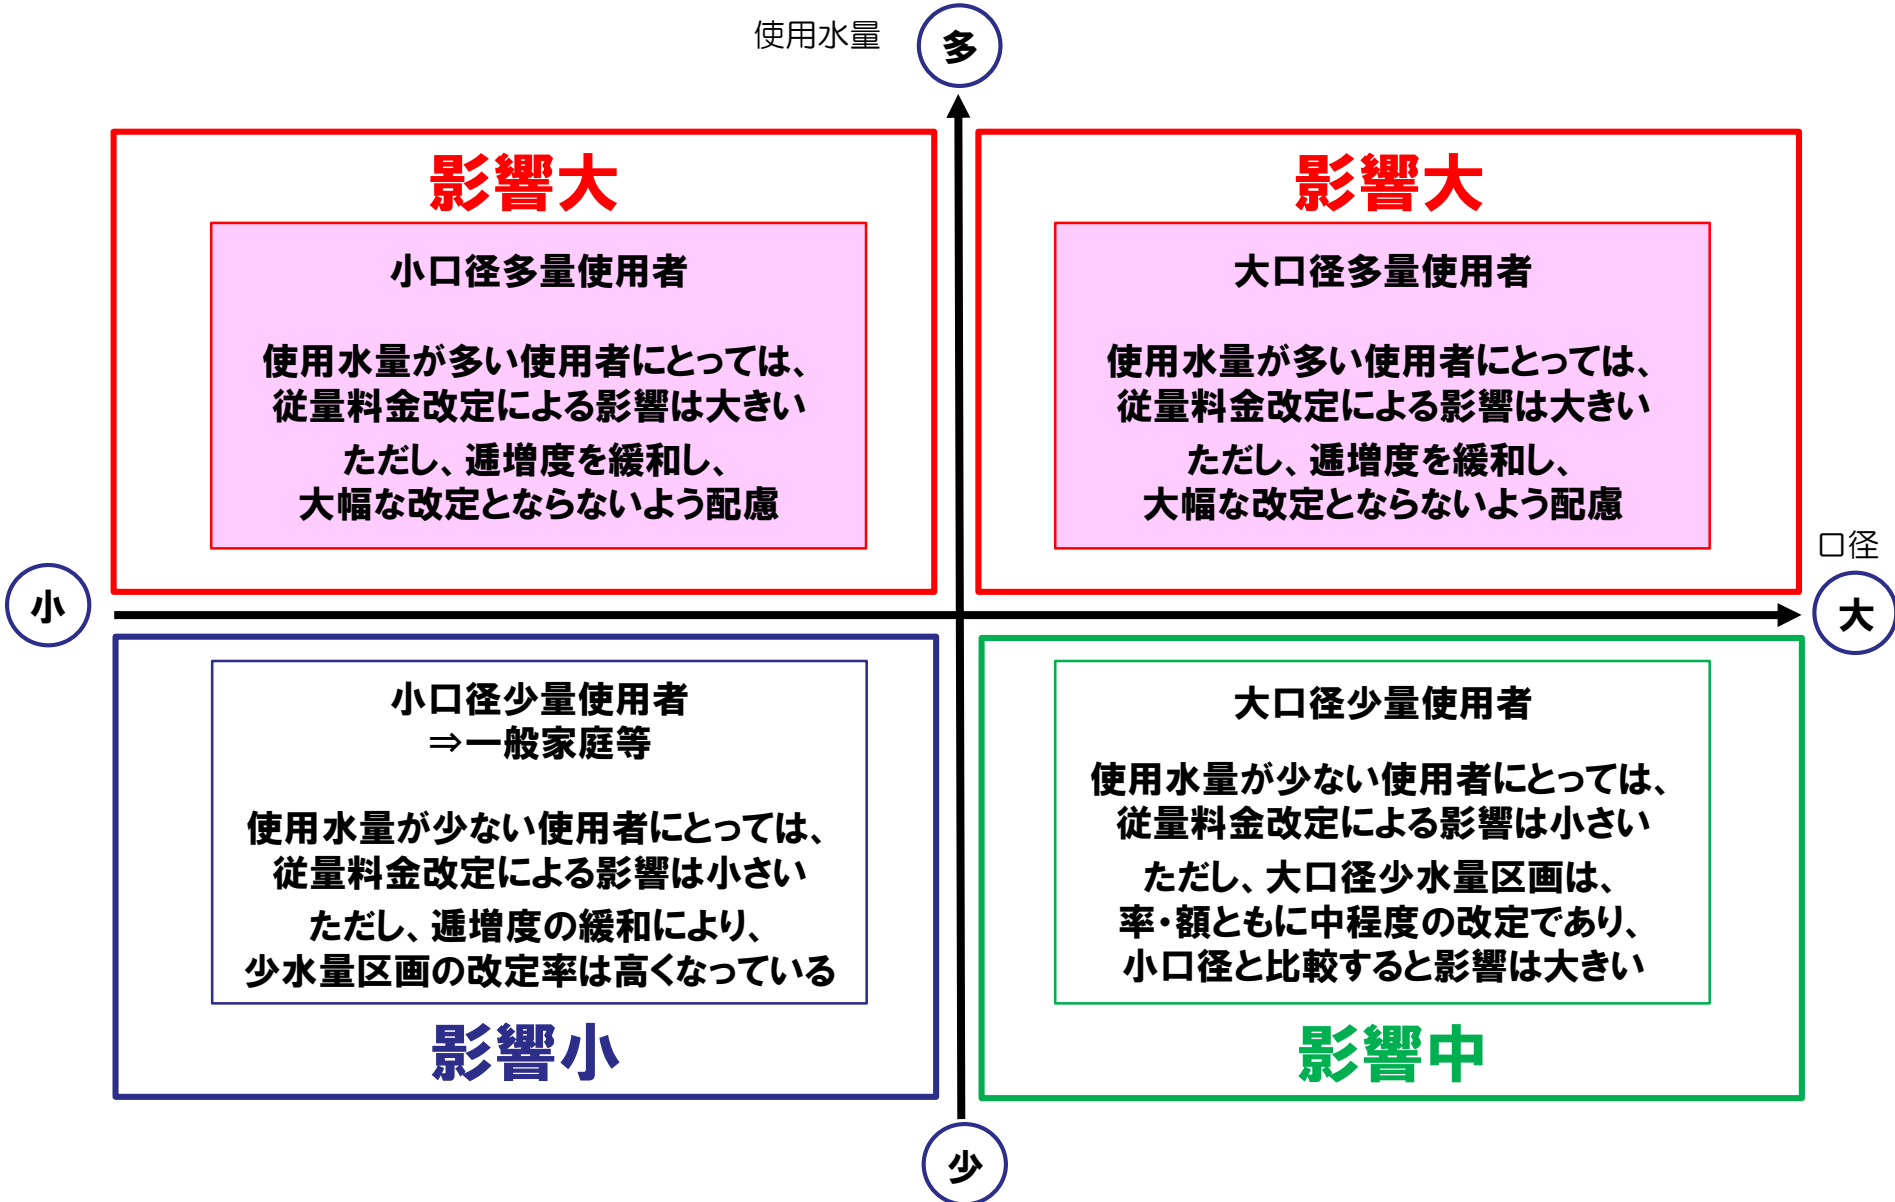 使用水量
多
影響大
小口径多量使用者
使用水量が多い使用者にとっては、
従量料金改定による影響は大きい
ただし、逓増度を緩和し、
大幅な改定とならないよう配慮
影響大
大口径多量使用者
使用水量が多い使用者にとっては、
従量料金改定による影響は大きい
ただし、逓増度を緩和し、
大幅な改定とならないよう配慮
口径
小
大
小口径少量使用者
⇒一般家庭等
使用水量が少ない使用者にとっては、
従量料金改定による影響は小さい
ただし、逓増度の緩和により、
少水量区画の改定率は高くなっている
影響小
大口径少量使用者
使用水量が少ない使用者にとっては、
従量料金改定による影響は小さい
ただし、大口径少水量区画は、
率・額ともに中程度の改定であり、
小口径と比較すると影響は大きい
影響中
少